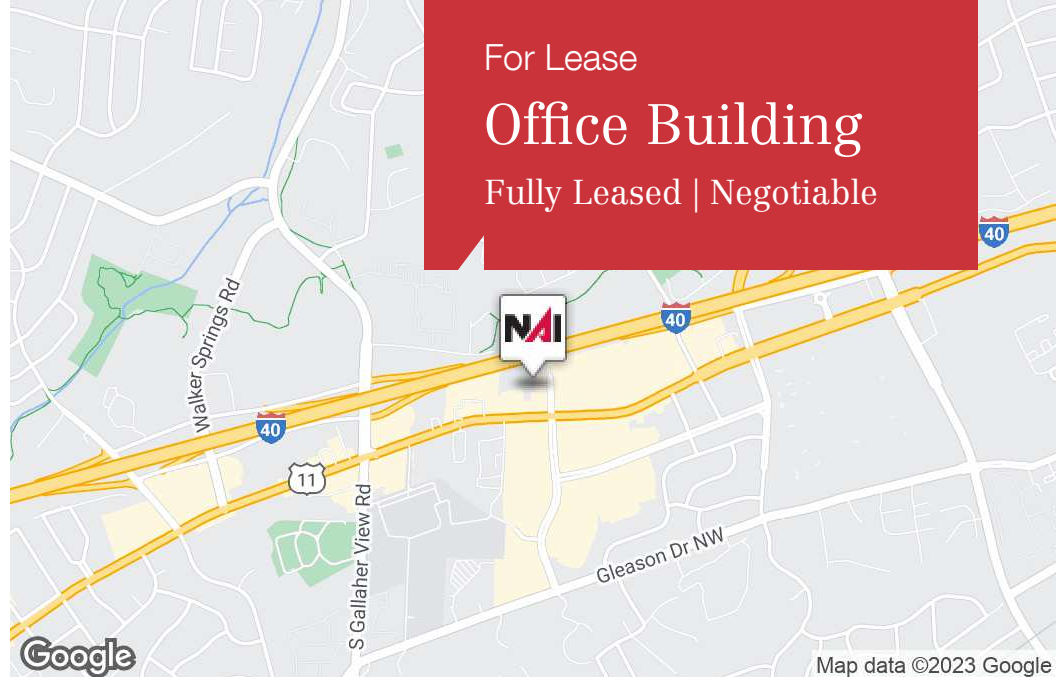 For Lease
Office Building
Fully Leased | Negotiable
40
NAI
40
Walker Springs Rd
40
11
S Gallaher View Rd
Gleason Dr NW
Google
Map data ©2023 Google